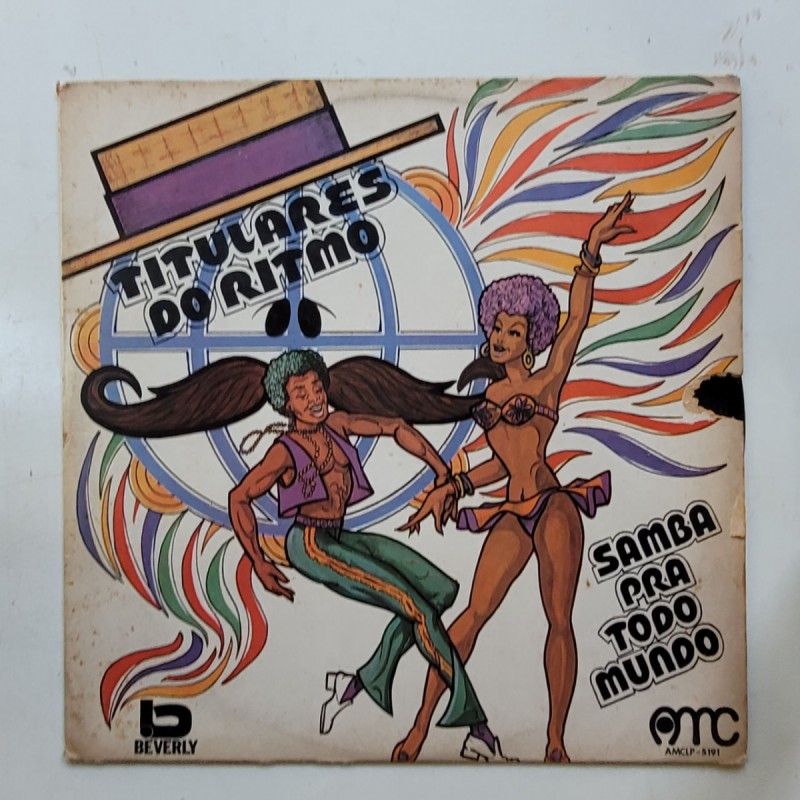 TITULARES
DO RITMO
SAMBA
PRA
TODO
MUNDO
b
BEVERLY
AMC
AMCLP-5191